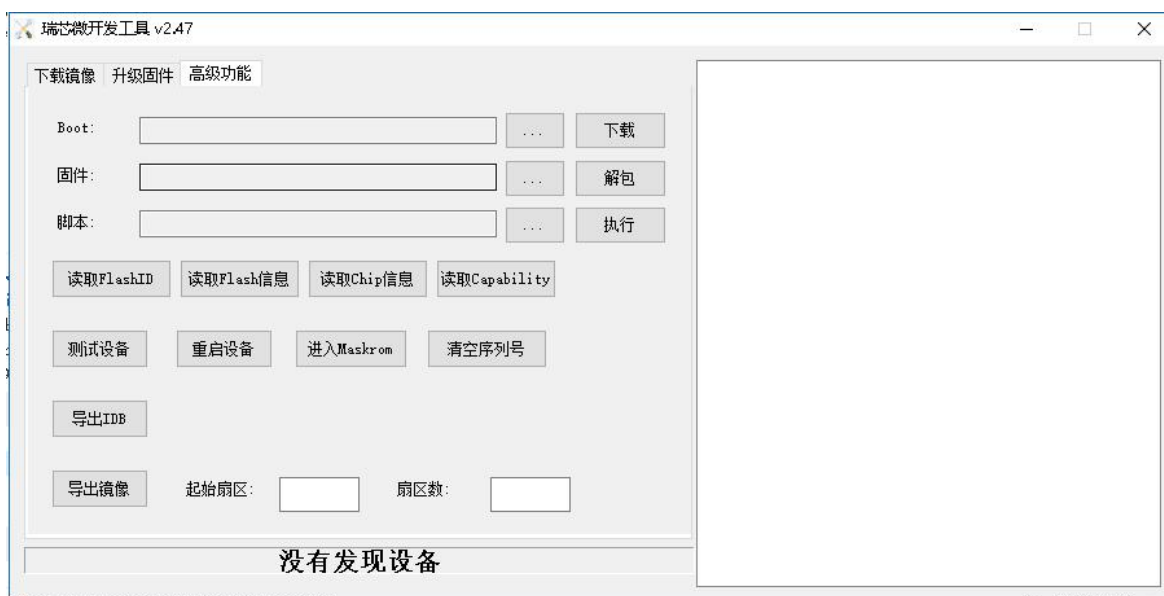 瑞芯微开发工具 v2.47
下载镜像 升级固件 高级功能
Boot: ... 下载
固件: ... 解包
脚本: ... 执行
读取FlashID 读取Flash信息 读取Chip信息 读取Capability
测试设备 重启设备 进入Maskrom 清空序列号
导出IDB
导出镜像 起始扇区: 扇区数:
没有发现设备